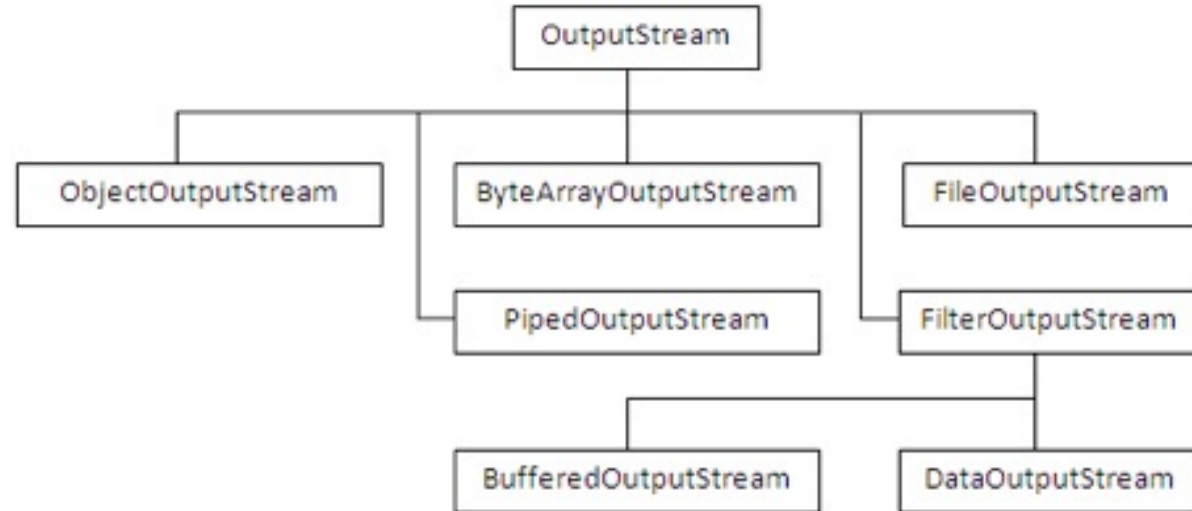 OutputStream
ObjectOutputStream
ByteArrayOutputStream
FileOutputStream
PipedOutputStream
FilterOutputStream
BufferedOutputStream
DataOutputStream